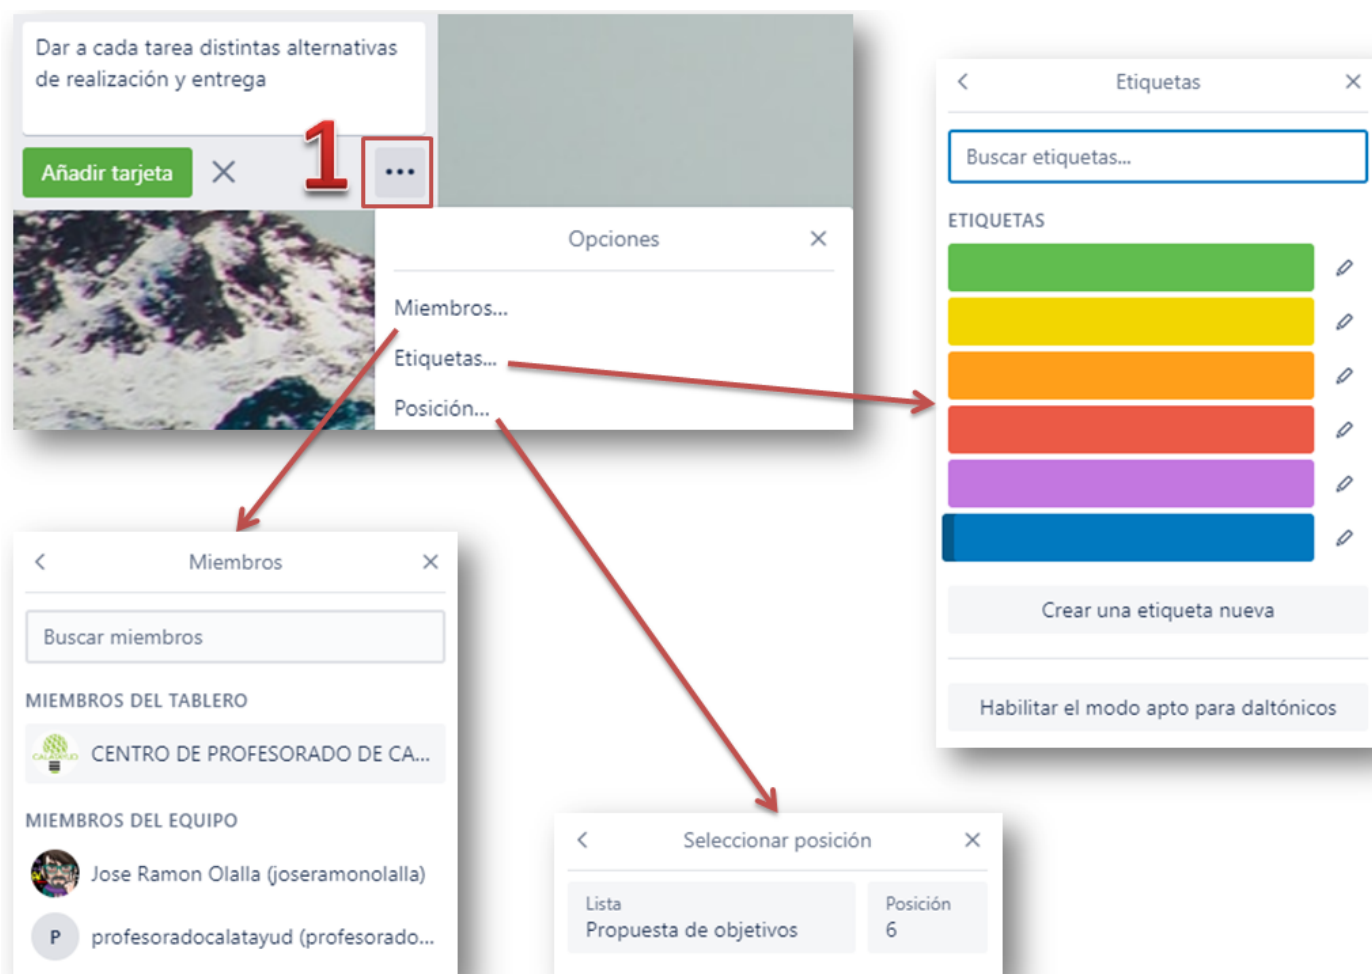 Dar a cada tarea distintas alternativas
de realización y entrega
Añadir tarjeta
1
Opciones
Miembros...
Etiquetas...
Posición...
Etiquetas
Buscar etiquetas...
ETIQUETAS
Crear una etiqueta nueva
Habilitar el modo apto para daltónicos
Miembros
Buscar miembros
MIEMBROS DEL TABLERO
CALATAYUD
CENTRO DE PROFESORADO DE CA...
MIEMBROS DEL EQUIPO
Jose Ramon Olalla (joseramonolalla)
P
profesoradocalatayud (profesorado...
Seleccionar posición
Lista
Propuesta de objetivos
Posición
6